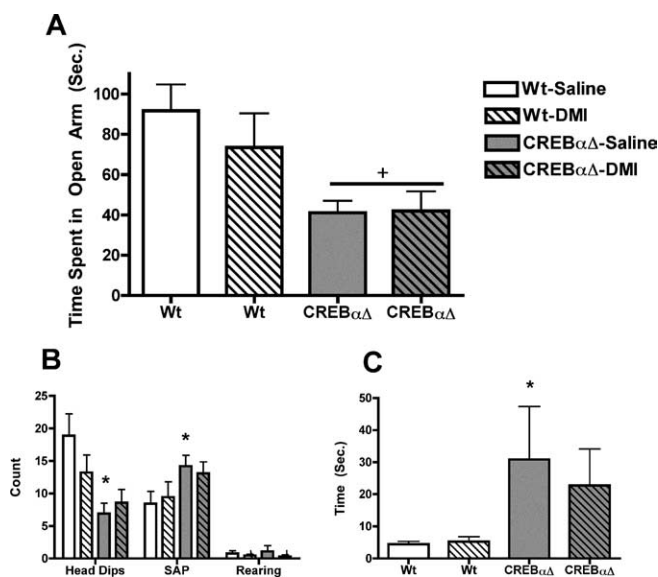 A
Time Spent in Open Arm (Sec.)
100
80
60
40
20
0
+
Wt
Wt
CREBαΔ
CREBαΔ
Wt-Saline
Wt-DMI
CREBαΔ-Saline
CREBαΔ-DMI
B
Count
25
20
15
10
5
0
*
*
Head Dips
SAP
Rearing
C
Time (Sec.)
50
40
30
20
10
0
*
Wt
Wt
CREBαΔ
CREBαΔ